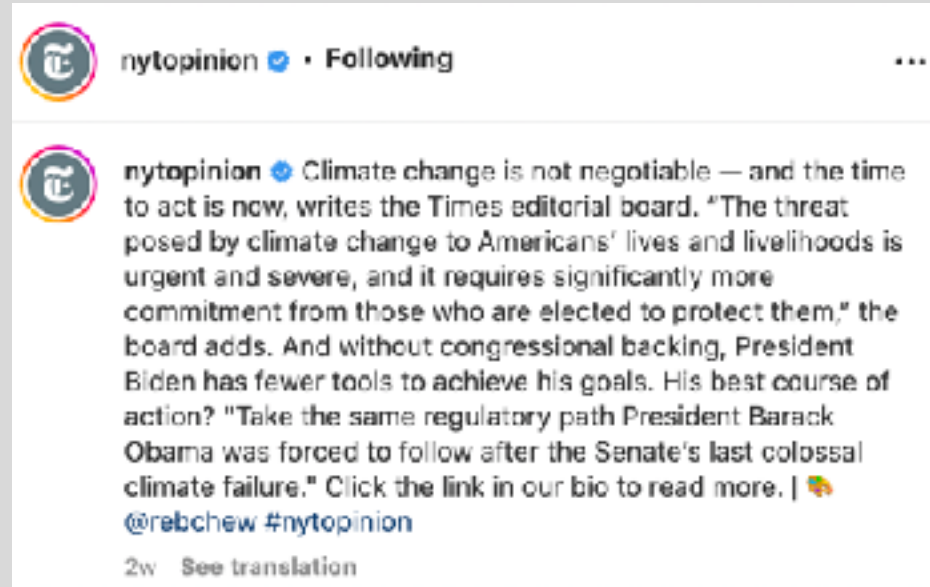 nytopinion • Following
nytopinion Climate change is not negotiable — and the time
to act is now, writes the Times editorial board. "The threat
posed by climate change to Americans' lives and livelihoods is
urgent and severe, and it requires significantly more
commitment from those who are elected to protect them," the
board adds. And without congressional backing, President
Biden has fewer tools to achieve his goals. His best course of
action? "Take the same regulatory path President Barack
Obama was forced to follow after the Senate's last colossal
climate failure." Click the link in our bio to read more. | 🎨
@rebchew #nytopinion
2w See translation